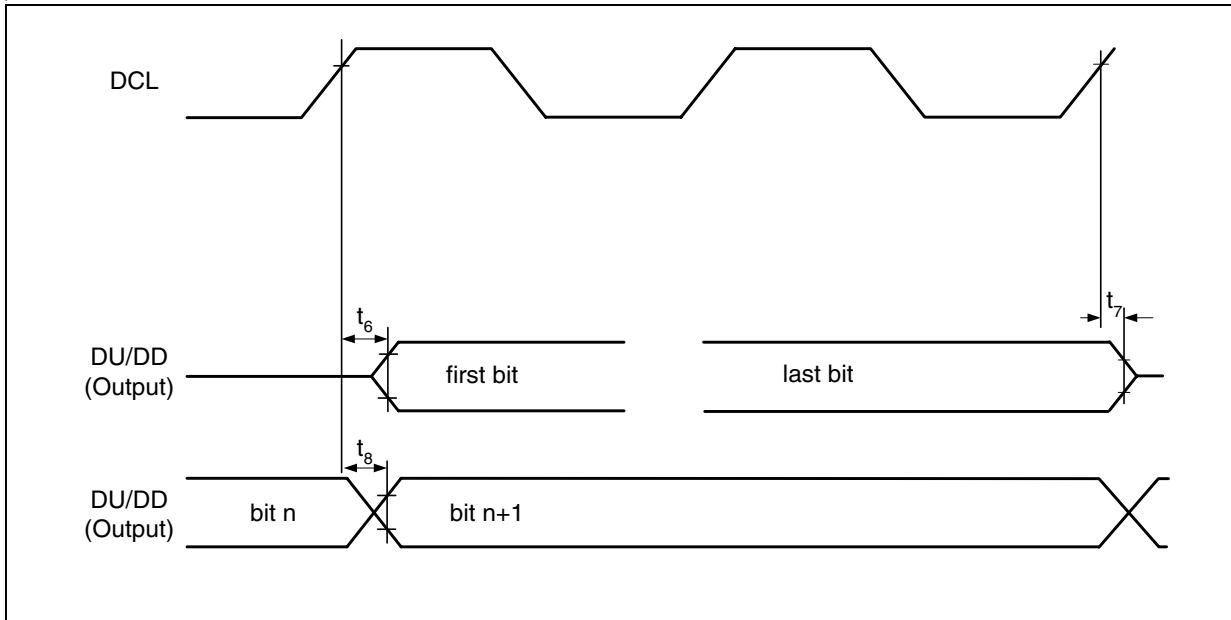 DCL
t6
t7
DU/DD
(Output)
first bit
last bit
t8
DU/DD
(Output)
bit n
bit n+1